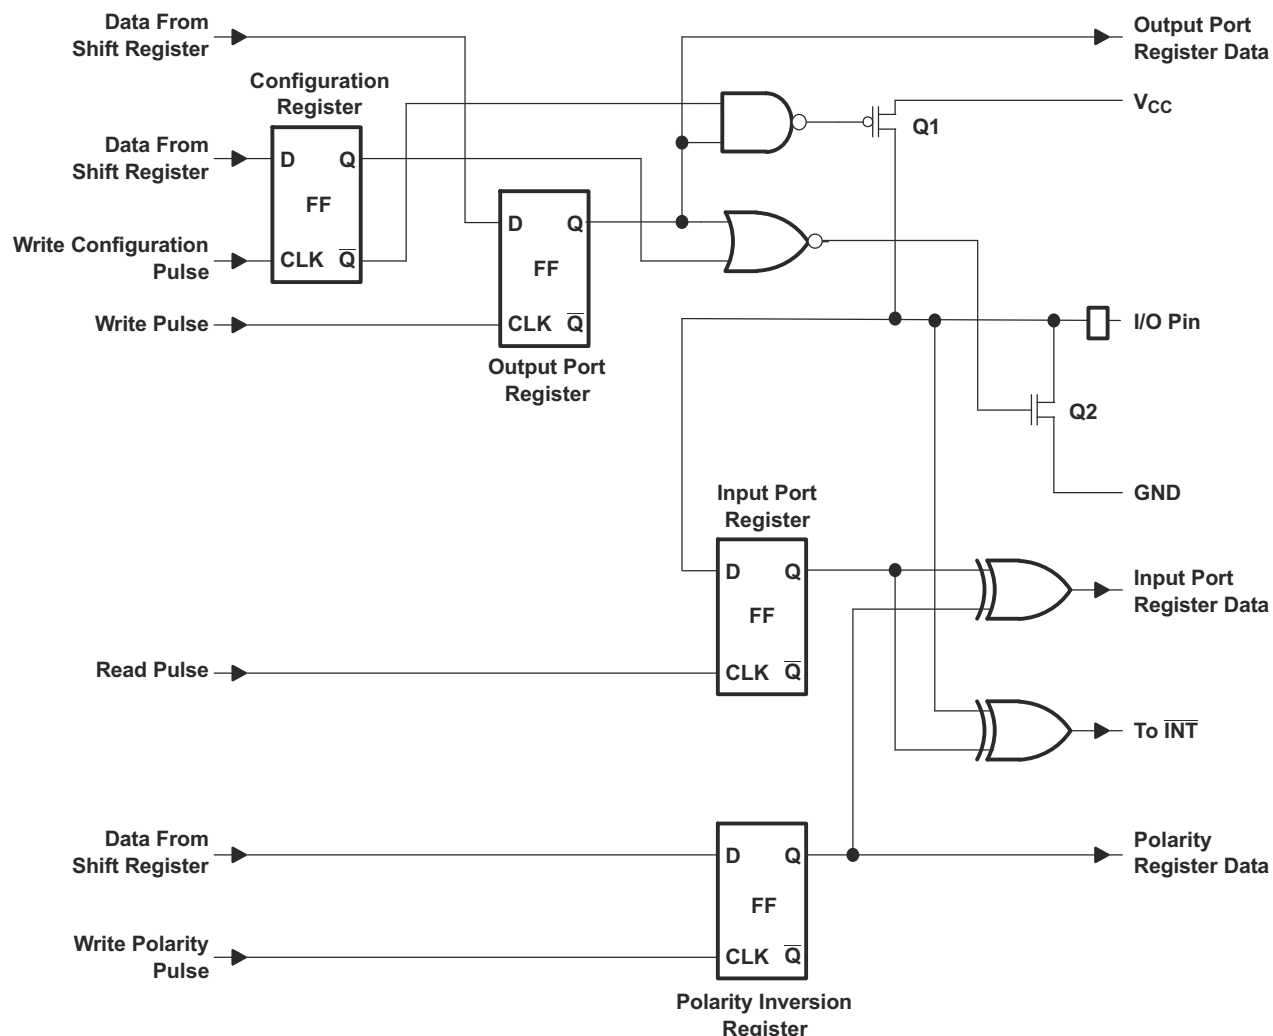 Data From
Shift Register
Output Port
Register Data
Configuration
Register
VCC
Q1
Data From
Shift Register
D
Q
FF
D
Q
Write Configuration
Pulse
CLK
Q̅
FF
Write Pulse
CLK
Q̅
I/O Pin
Output Port
Register
Q2
Input Port
Register
GND
D
Q
Input Port
Register Data
FF
Read Pulse
CLK
Q̅
To I̅N̅T̅
Data From
Shift Register
D
Q
Polarity
Register Data
FF
Write Polarity
Pulse
CLK
Q̅
Polarity Inversion
Register